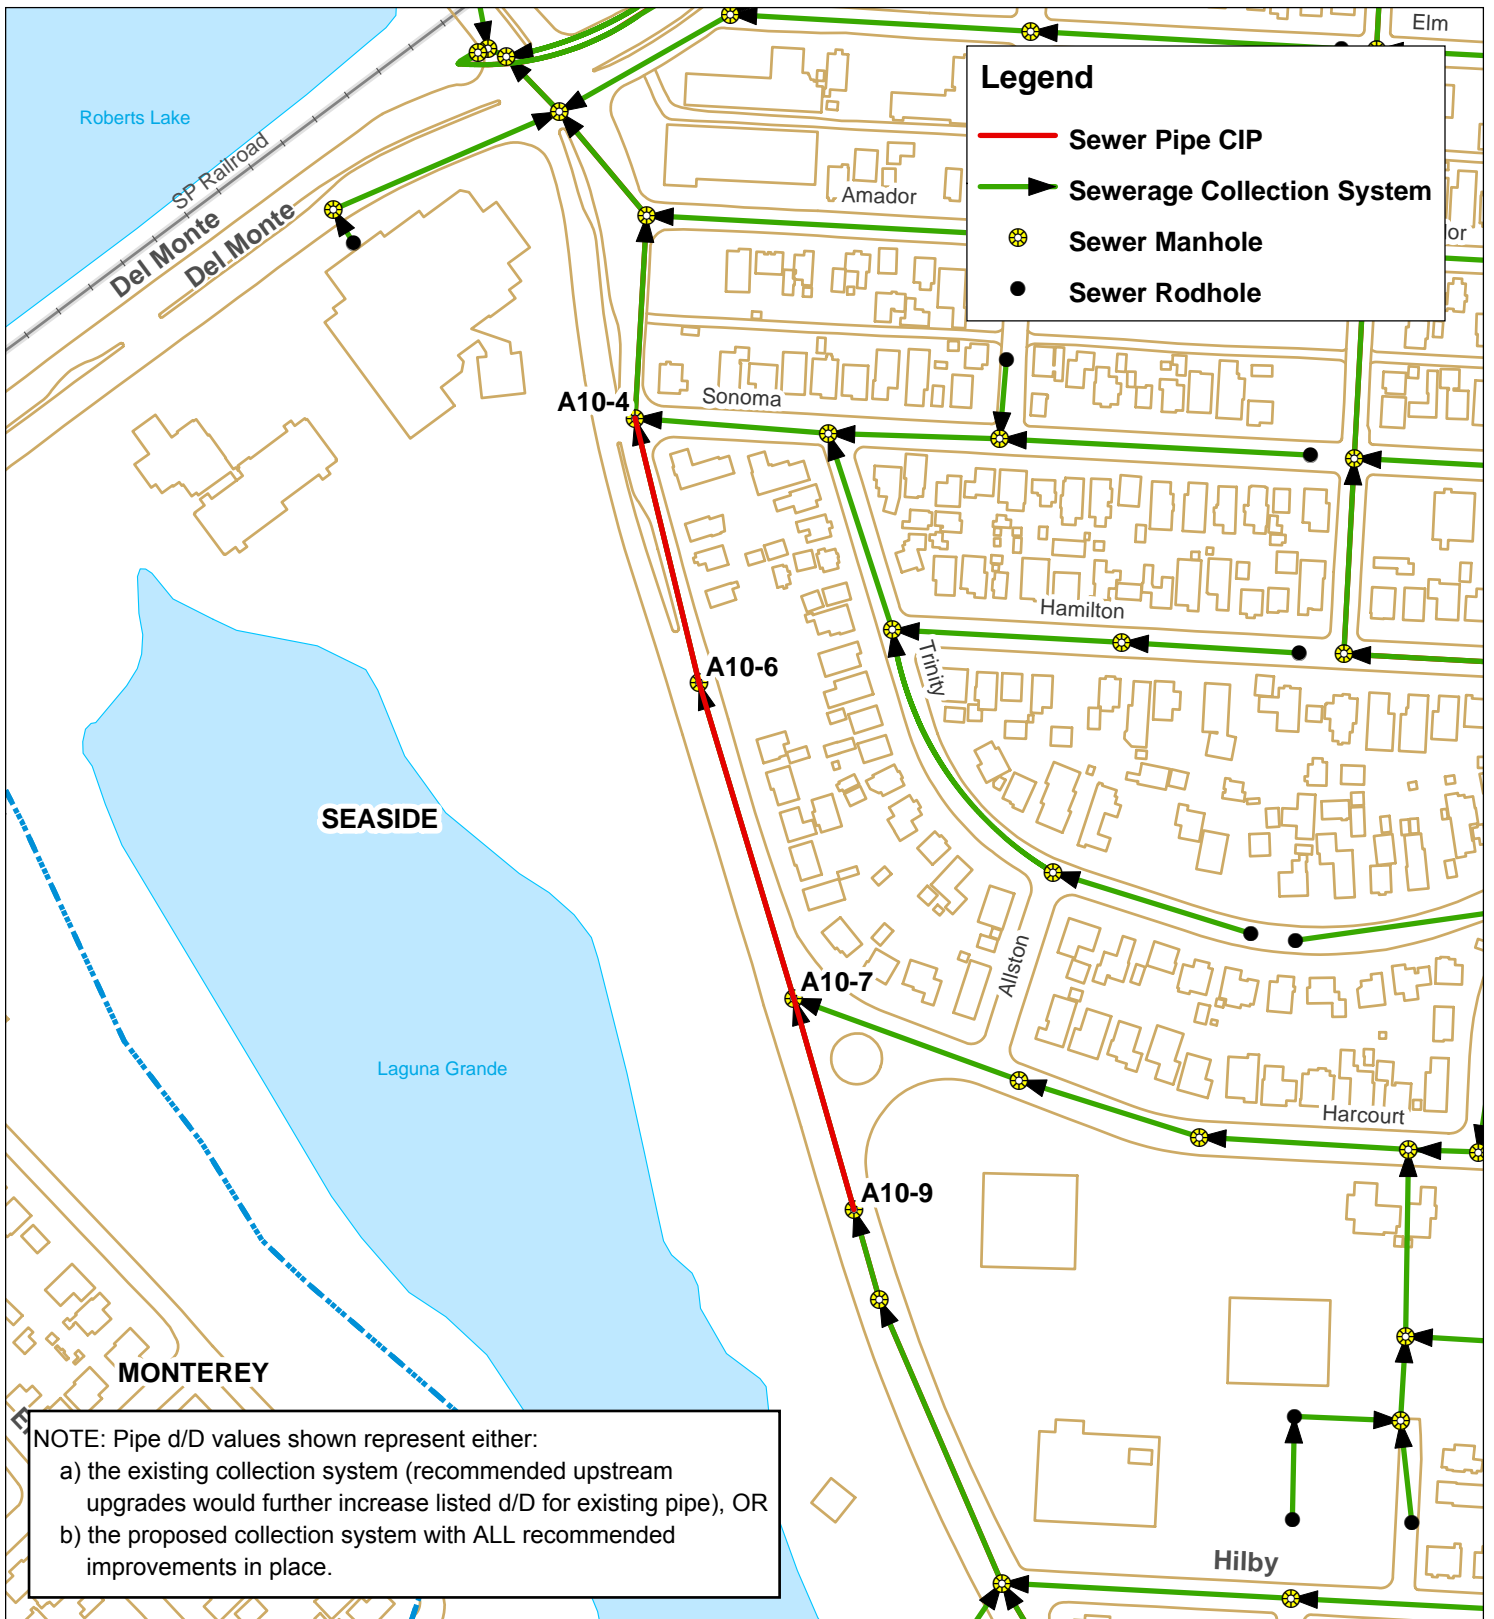 Elm
Legend
Sewer Pipe CIP
Sewerage Collection System
Sewer Manhole
Sewer Rodhole
Roberts Lake
SP Railroad
Del Monte
Del Monte
Amador
dor
A10-4
Sonoma
Hamilton
Trinity
A10-6
SEASIDE
A10-7
Allston
Laguna Grande
Harcourt
A10-9
MONTEREY
NOTE: Pipe d/D values shown represent either:
a) the existing collection system (recommended upstream
upgrades would further increase listed d/D for existing pipe), OR
b) the proposed collection system with ALL recommended
improvements in place.
Hilby